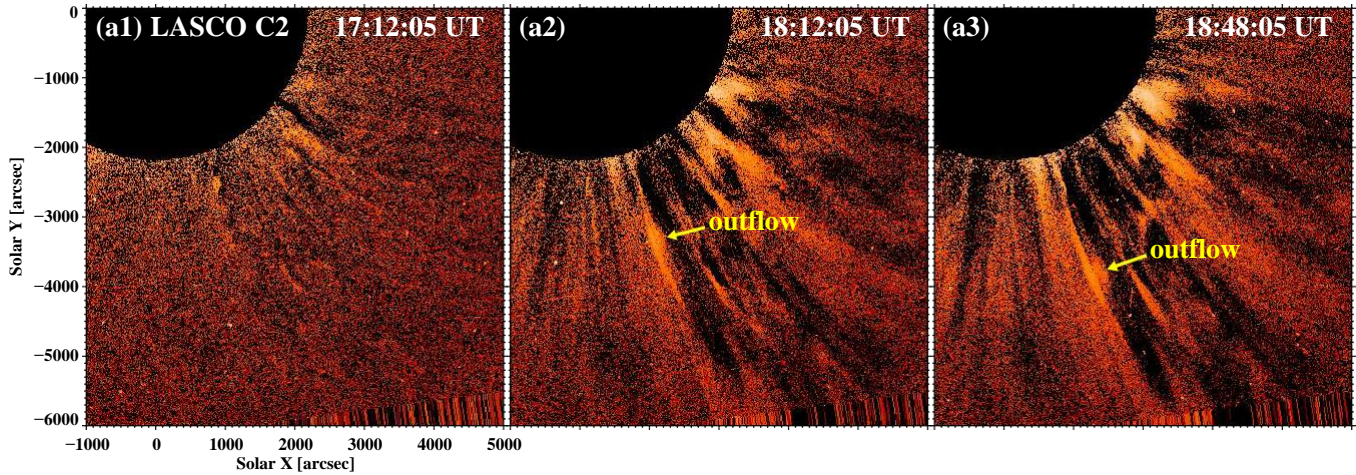 (a1) LASCO C2 17:12:05 UT
(a2) 18:12:05 UT
(a3) 18:48:05 UT
outflow
outflow
Solar Y [arcsec]
0
−1000
−2000
−3000
−4000
−5000
−6000
−1000 0 1000 2000 3000 4000 5000
Solar X [arcsec]